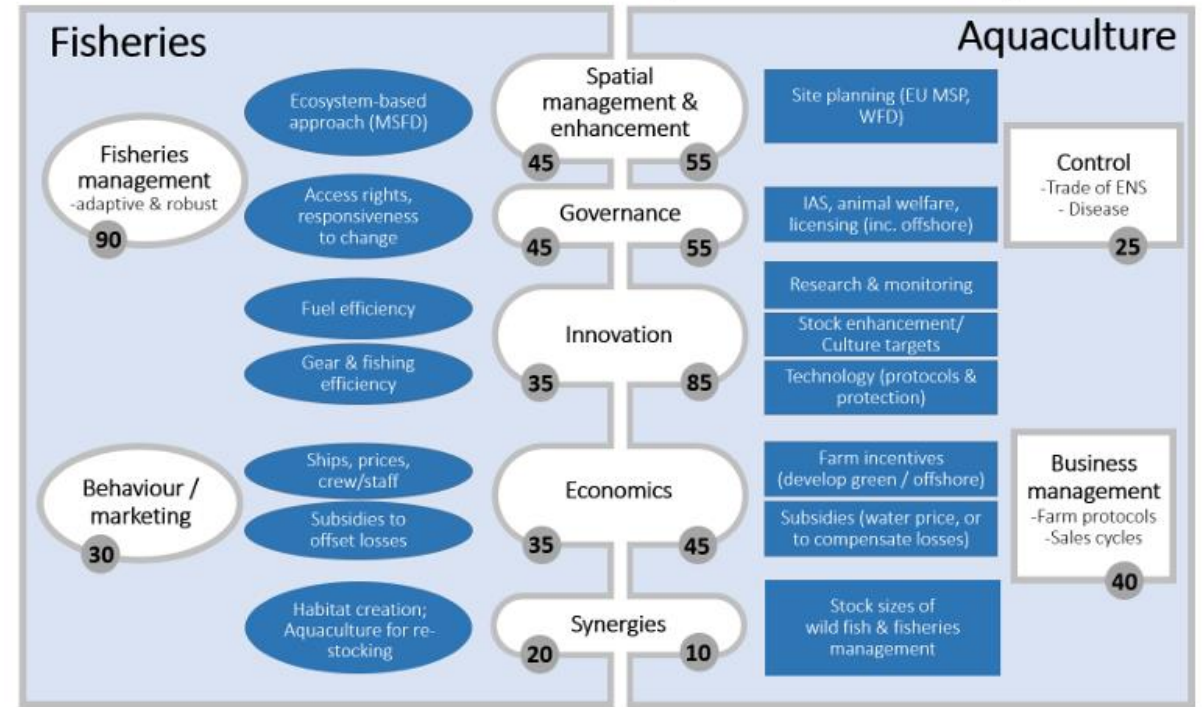 Fisheries
Aquaculture
Fisheries
management
-adaptive & robust
90
Behaviour /
marketing
30
Ecosystem-based
approach (MSFD)
Access rights,
responsiveness
to change
Fuel efficiency
Gear & fishing
efficiency
Ships, prices,
crew/staff
Subsidies to
offset losses
Habitat creation;
Aquaculture for re-
stocking
Spatial
management &
enhancement
45
55
Governance
45
55
Innovation
35
85
Economics
35
45
Synergies
20
10
Site planning (EU MSP,
WFD)
IAS, animal welfare,
licensing (inc. offshore)
Research & monitoring
Stock enhancement/
Culture targets
Technology (protocols &
protection)
Farm incentives
(develop green / offshore)
Subsidies (water price, or
to compensate losses)
Stock sizes of
wild fish & fisheries
management
Control
-Trade of ENS
- Disease
25
Business
management
-Farm protocols
-Sales cycles
40